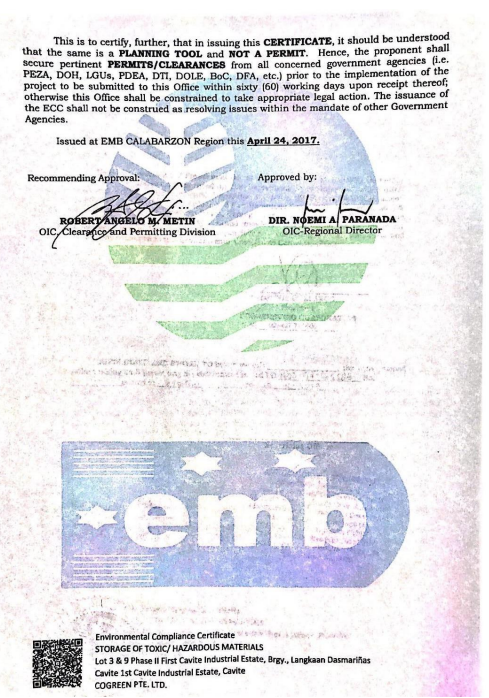 This is to certify, further, that in issuing this CERTIFICATE, it should be understood
that the same is a PLANNING TOOL and NOT A PERMIT. Hence, the proponent shall
secure pertinent PERMITS/CLEARANCES from all concerned government agencies (i.e.
PEZA, DOH, LGUs, PDEA, DTI, DOLE, BoC, DFA, etc.) prior to the implementation of the
project to be submitted to this Office within sixty (60) working days upon receipt thereof;
otherwise this Office shall be constrained to take appropriate legal action. The issuance of
the ECC shall not be construed as resolving issues within the mandate of other Government
Agencies.
Issued at EMB CALABARZON Region this April 24, 2017.
Recommending Approval:
Approved by:
ROBERT ANGELO M. METIN
DIR. NOEMI A. PARANADA
OIC, Clearance and Permitting Division
OIC-Regional Director
emb
Environmental Compliance Certificate
STORAGE OF TOXIC/ HAZARDOUS MATERIALS
Lot 3 & 9 Phase II First Cavite Industrial Estate, Brgy., Langkaan Dasmariñas
Cavite 1st Cavite Industrial Estate, Cavite
COGREEN PTE. LTD.